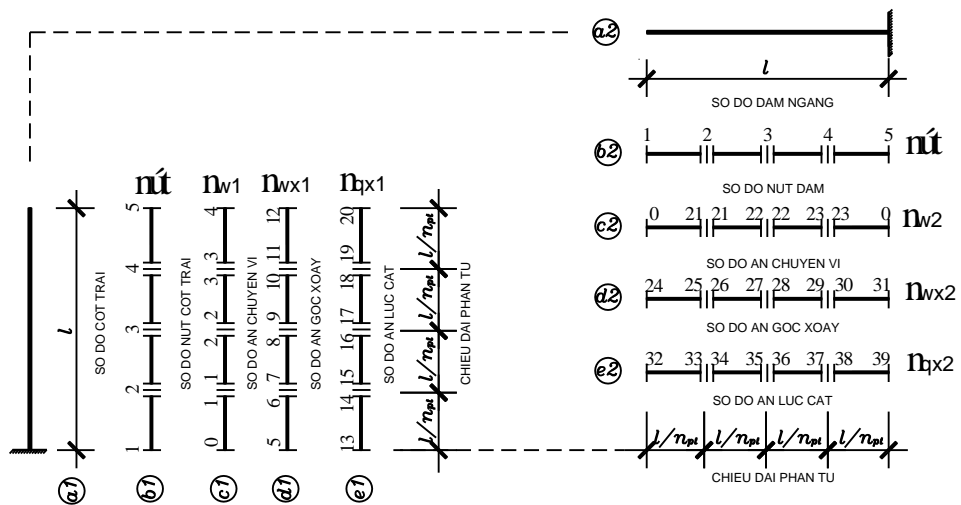 a2
l
SO DO DAM NGANG
1 2 3 4 5
b2
nút
SO DO NUT DAM
0 21 21 22 22 23 23 0
c2
nw2
SO DO AN CHUYEN VI
24 25 26 27 28 29 30 31
d2
nwx2
SO DO AN GOC XOAY
32 33 34 35 36 37 38 39
e2
nqx2
SO DO AN LUC CAT
l/npt l/npt l/npt l/npt
CHIEU DAI PHAN TU
nút nw1 nwx1 nqx1
l
SO DO COT TRAI
1 2 3 4 5
SO DO NUT COT TRAI
0 1 1 2 2 3 3 4
SO DO AN CHUYEN VI
5 6 7 8 9 10 11 12
SO DO AN GOC XOAY
13 14 15 16 17 18 19 20
SO DO AN LUC CAT
l/npt l/npt l/npt l/npt
CHIEU DAI PHAN TU
a1 b1 c1 d1 e1